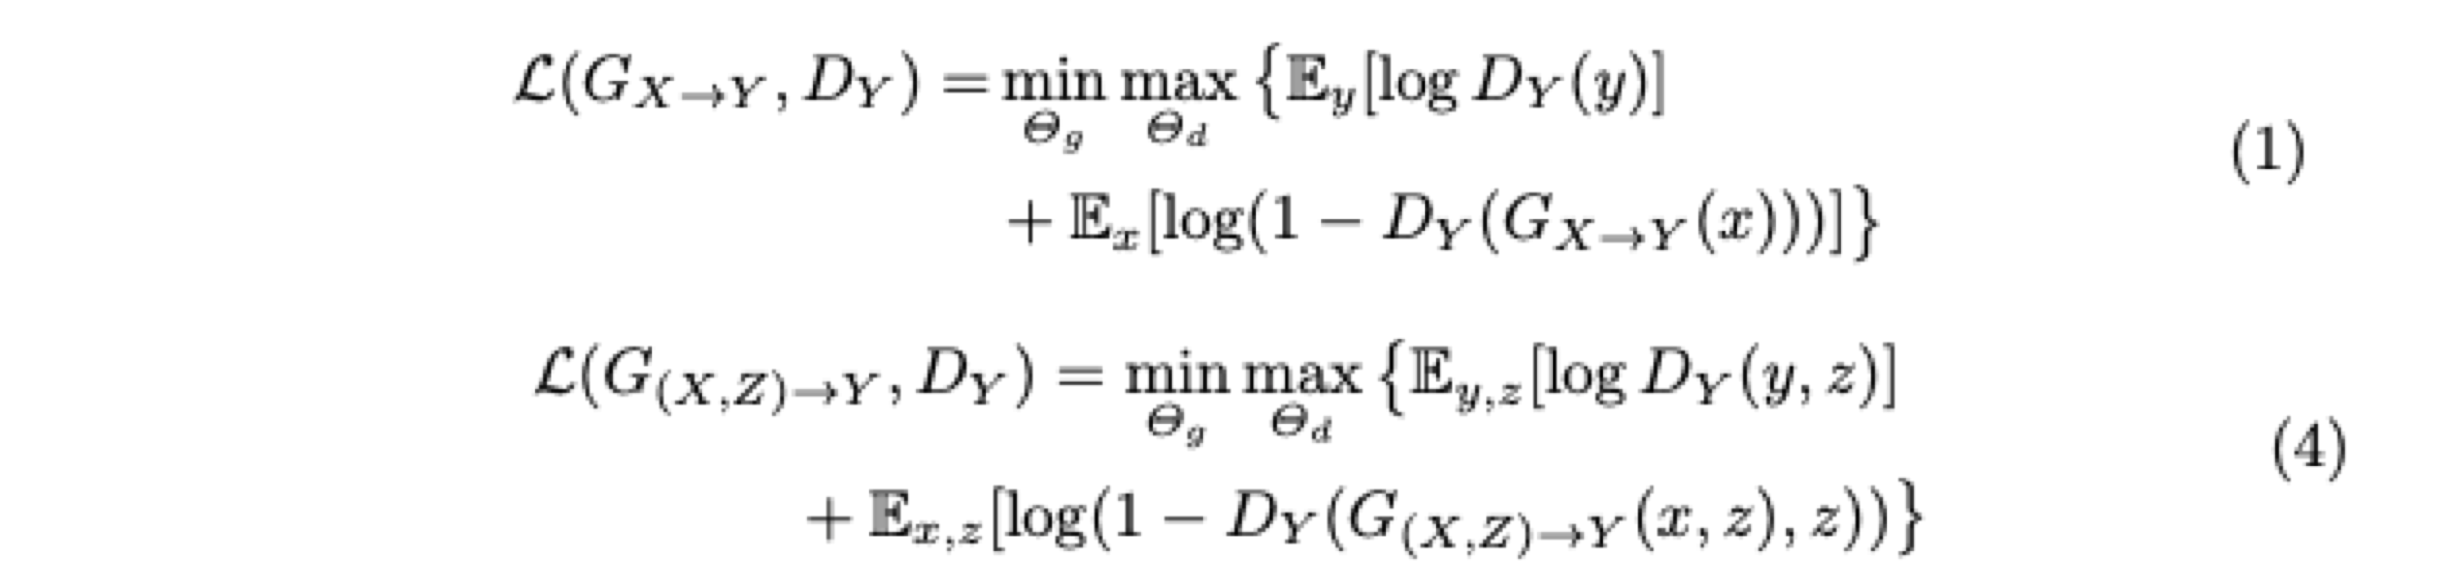 ℒ(G_{X→Y}, D_Y) = min_{Θ_g} max_{Θ_d} {𝔼_y[log D_Y(y)]
+ 𝔼_x[log(1 − D_Y(G_{X→Y}(x)))]}
(1)
ℒ(G_{(X,Z)→Y}, D_Y) = min_{Θ_g} max_{Θ_d} {𝔼_{y,z}[log D_Y(y, z)]
+ 𝔼_{x,z}[log(1 − D_Y(G_{(X,Z)→Y}(x, z), z))}
(4)